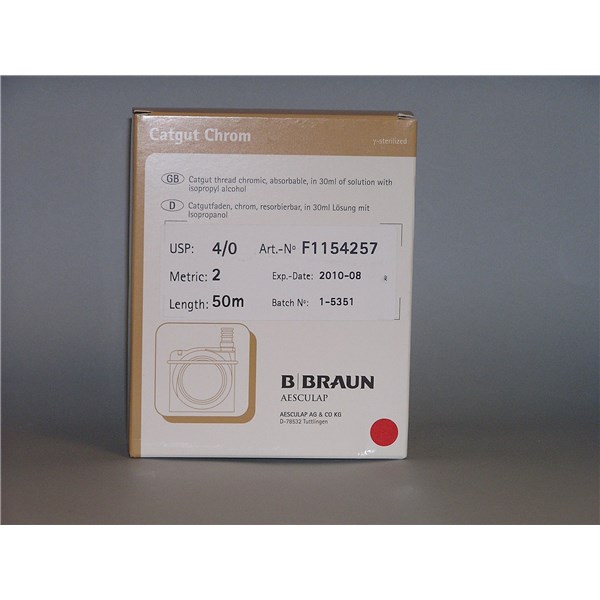 Catgut Chrom
γ-sterilized
GB Catgut thread chromic, absorbable, in 30ml of solution with
isopropyl alcohol
D Catgutfaden, chrom, resorbierbar, in 30ml Lösung mit
Isopropanol
USP: 4/0 Art.-Nº F1154257
Metric: 2 Exp.-Date: 2010-08
Length: 50m Batch Nº: 1-5351
B|BRAUN
AESCULAP
AESCULAP AG & CO KG
D-78532 Tuttlingen